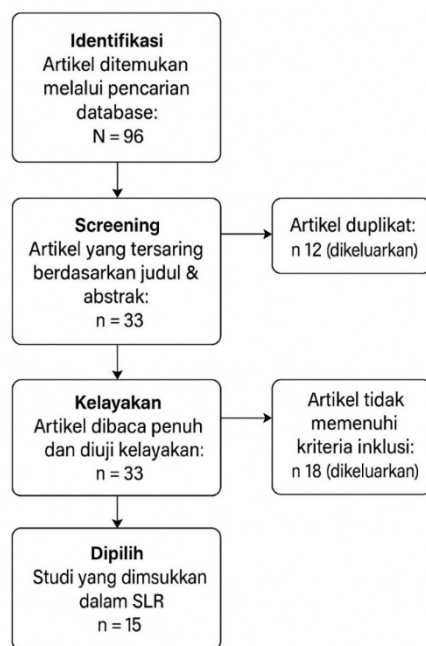 Identifikasi
Artikel ditemukan
melalui pencarian
database:
N = 96
Screening
Artikel yang tersaring
berdasarkan judul &
abstrak:
n = 33
Artikel duplikat:
n 12 (dikeluarkan)
Kelayakan
Artikel dibaca penuh
dan diuji kelayakan:
n = 33
Artikel tidak
memenuhi
kriteria inklusi:
n 18 (dikeluarkan)
Dipilih
Studi yang dimsukkan
dalam SLR
n = 15